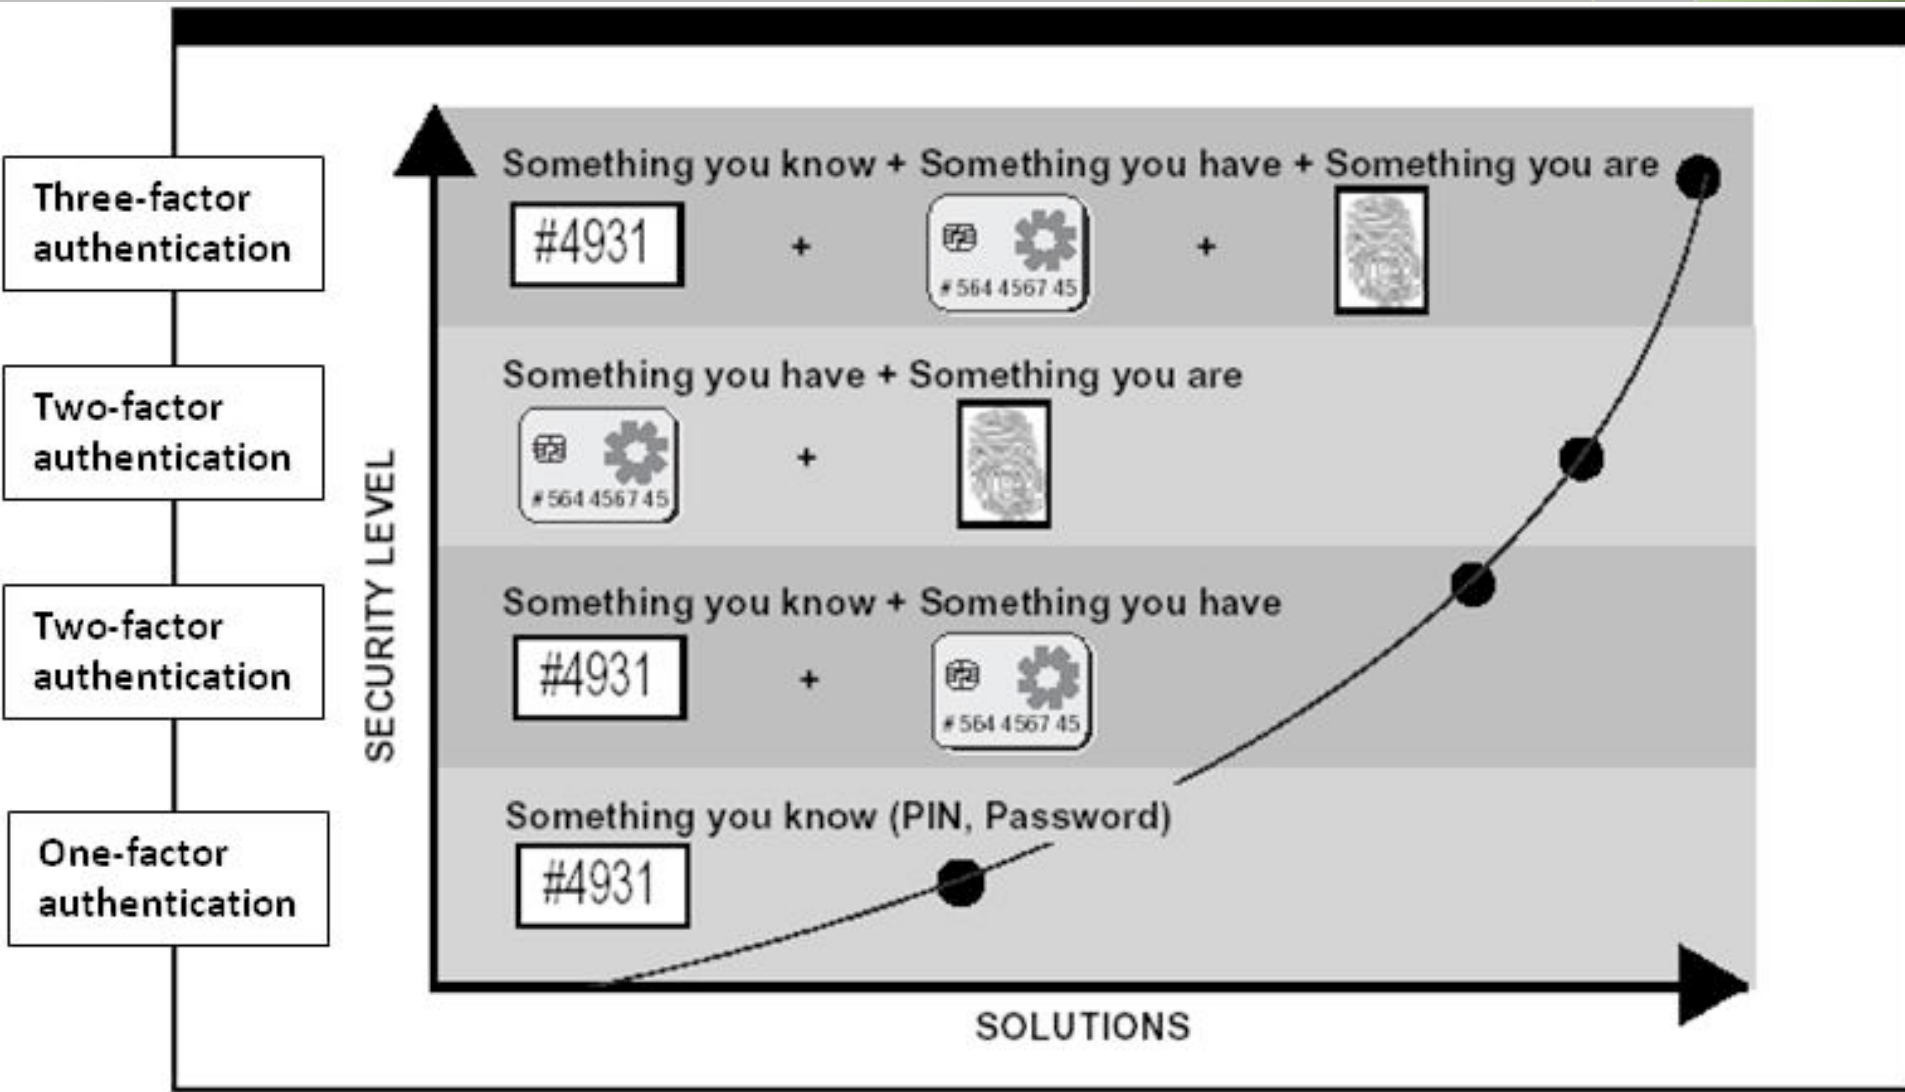 Three-factor
authentication
Something you know + Something you have + Something you are
#4931
+
# 564 4567 45
+
Two-factor
authentication
Something you have + Something you are
# 564 4567 45
+
Two-factor
authentication
Something you know + Something you have
#4931
+
# 564 4567 45
One-factor
authentication
Something you know (PIN, Password)
#4931
SECURITY LEVEL
SOLUTIONS